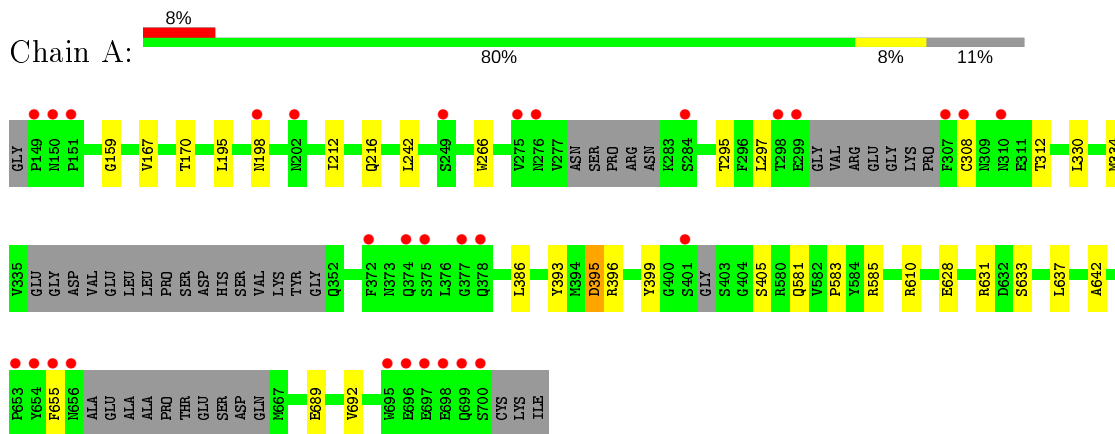 8%
Chain A:
80% 8% 11%
GLY P149 N150 P151 G159 V167 T170 L195 N198 N202 I212 Q216 L242 S249 W266 V275 N276 V277 ASN SER PRO ARG ASN K283 S284 T295 F296 L297 T298 E299 GLY VAL ARG GLU GLY LYS PRO F307 C308 N309 N310 E311 T312 L330 M334
V335 GLU GLY ASP VAL GLU LEU LEU PRO SER ASP HIS SER VAL LYS TYR GLY Q352 F372 N373 Q374 S375 L376 G377 Q378 L386 Y393 M394 D395 R396 Y399 G400 S401 GLY S403 G404 S405 R580 Q581 V582 P583 Y584 R585 R610 E628 R631 D632 S633 L637 A642
P653 Y654 F655 N656 ALA GLU ALA ALA PRO THR GLU SER ASP GLN M667 E689 V692 W695 E696 E697 E698 Q699 S700 CYS LYS ILE